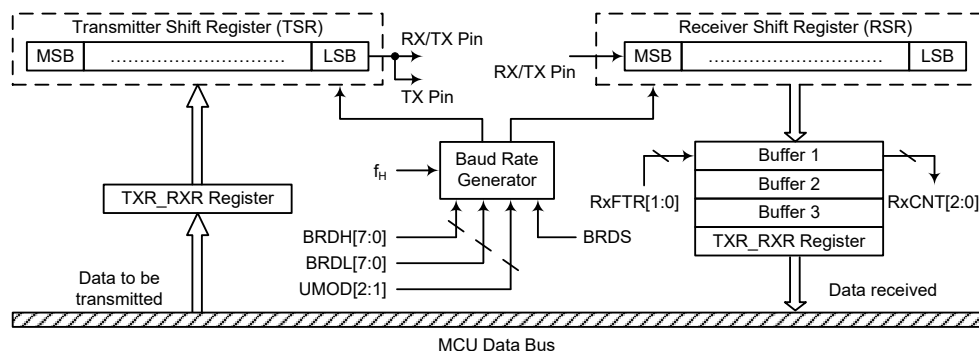 Transmitter Shift Register (TSR)
MSB
..............................
LSB
RX/TX Pin
TX Pin
Receiver Shift Register (RSR)
RX/TX Pin
MSB
..............................
LSB
fH
Baud Rate
Generator
TXR_RXR Register
BRDH[7:0]
BRDL[7:0]
UMOD[2:1]
BRDS
RxFTR[1:0]
Buffer 1
Buffer 2
Buffer 3
TXR_RXR Register
RxCNT[2:0]
Data to be
transmitted
Data received
MCU Data Bus